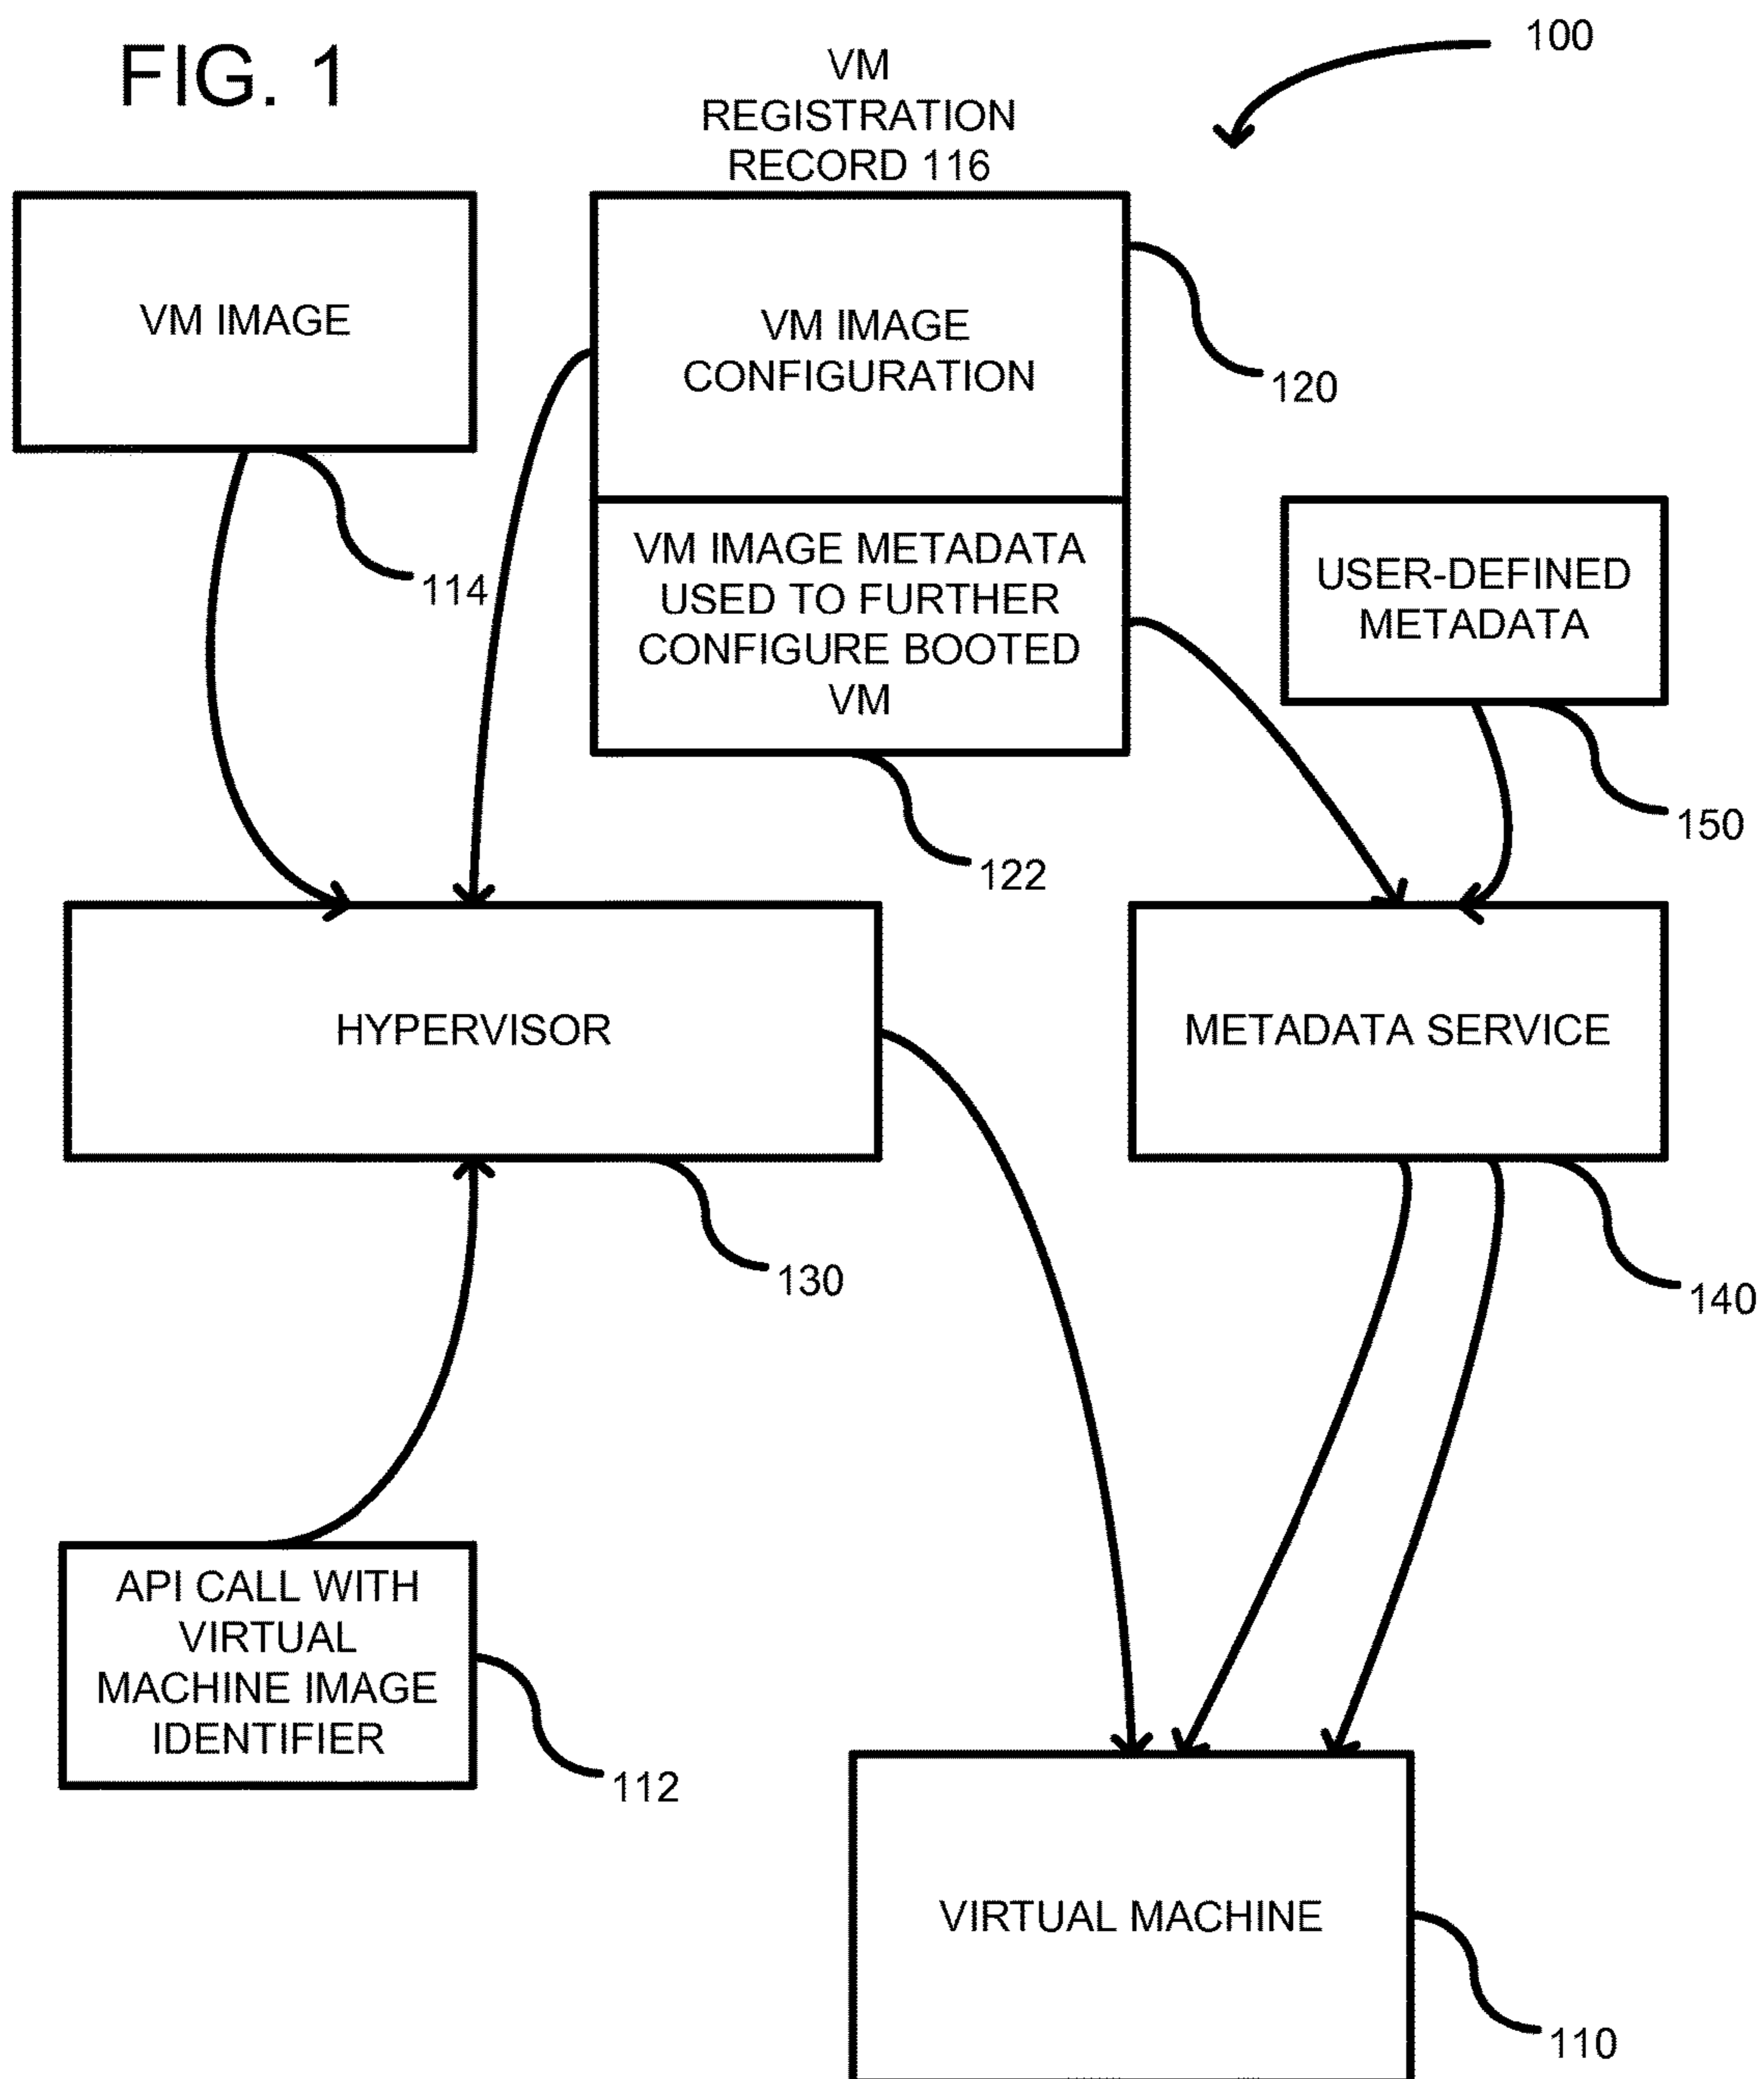 FIG. 1
100
VM
REGISTRATION
RECORD 116
VM IMAGE
VM IMAGE
CONFIGURATION
120
114
VM IMAGE METADATA
USED TO FURTHER
CONFIGURE BOOTED
VM
USER-DEFINED
METADATA
150
122
HYPERVISOR
METADATA SERVICE
130
140
API CALL WITH
VIRTUAL
MACHINE IMAGE
IDENTIFIER
112
VIRTUAL MACHINE
110